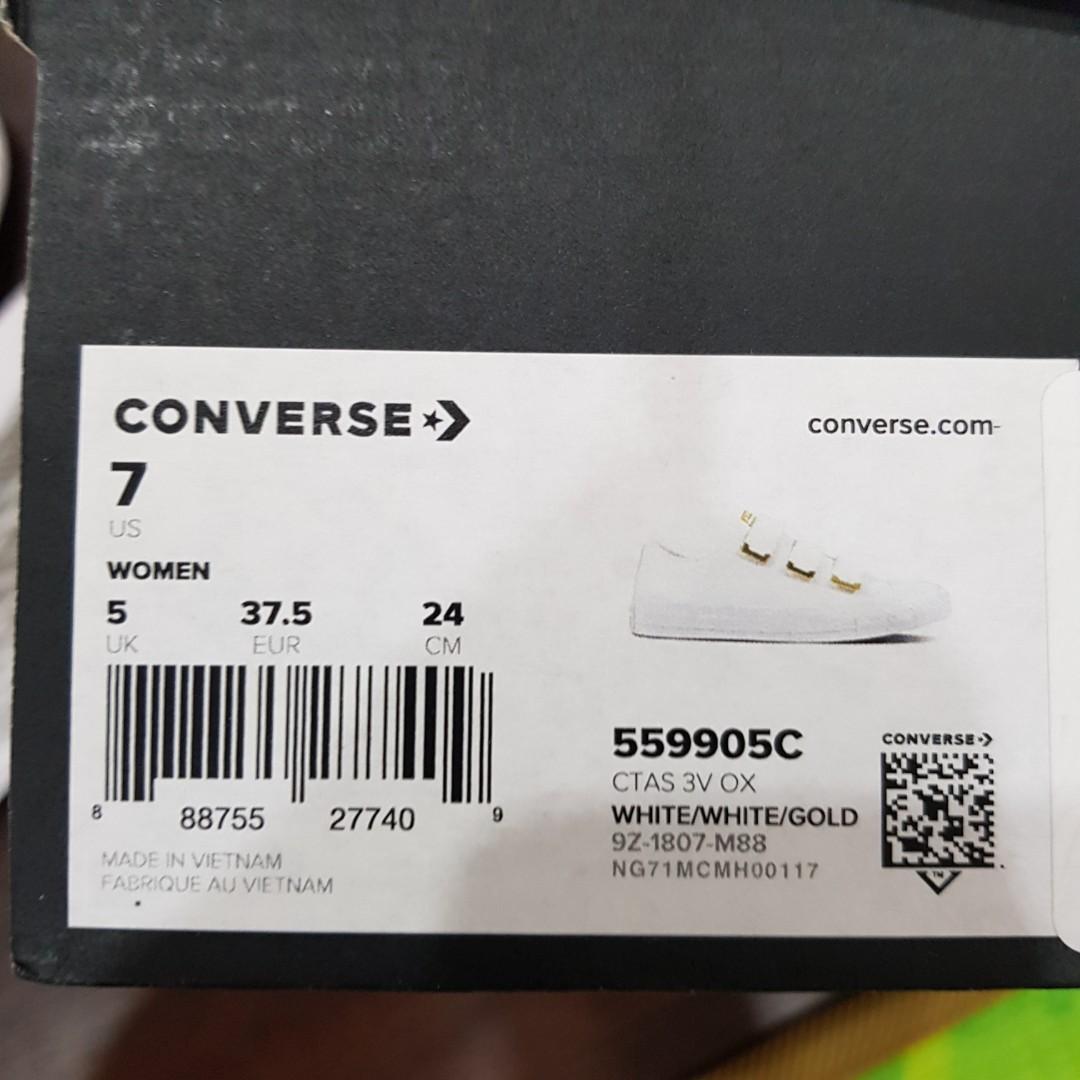 CONVERSE
converse.com
7
US
WOMEN
5 37.5 24
UK EUR CM
8 88755 27740 9
MADE IN VIETNAM
FABRIQUE AU VIETNAM
559905C
CTAS 3V OX
WHITE/WHITE/GOLD
9Z-1807-M88
NG71MCMH00117
CONVERSE
TM